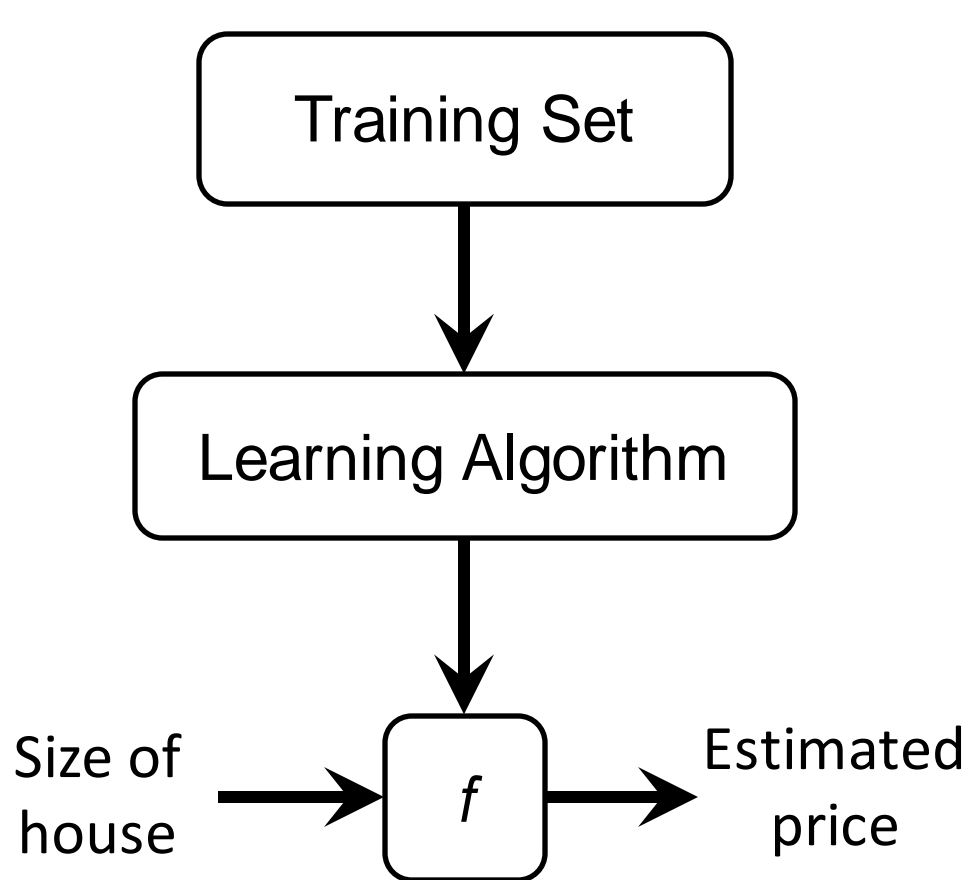 Training Set
Learning Algorithm
Size of
house
f
Estimated
price